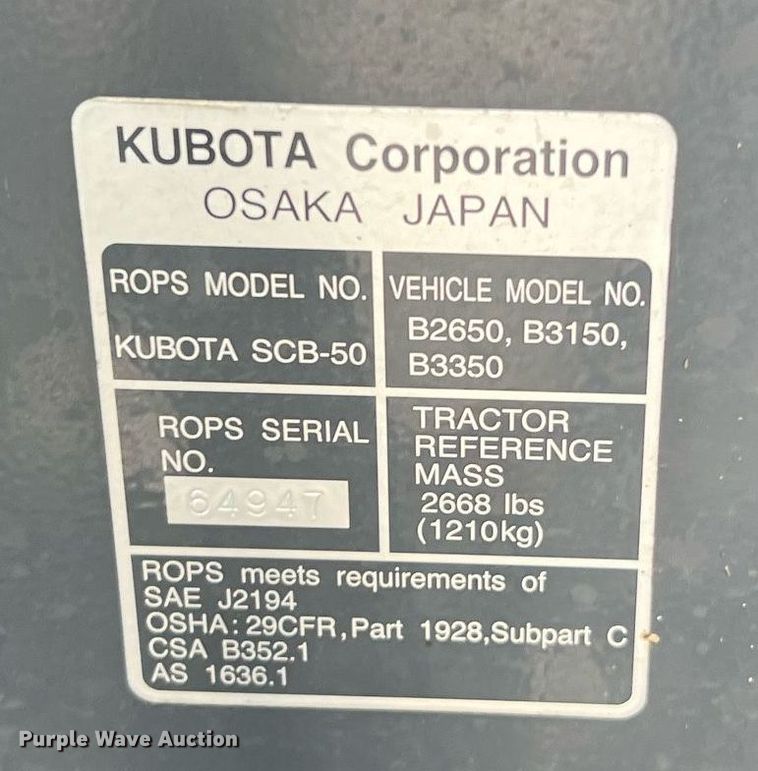 KUBOTA Corporation
OSAKA JAPAN
ROPS MODEL NO.
KUBOTA SCB-50
VEHICLE MODEL NO.
B2650, B3150,
B3350
ROPS SERIAL
NO.
64947
TRACTOR
REFERENCE
MASS
2668 lbs
(1210kg)
ROPS meets requirements of
SAE J2194
OSHA: 29CFR, Part 1928, Subpart C
CSA B352.1
AS 1636.1
Purple Wave Auction